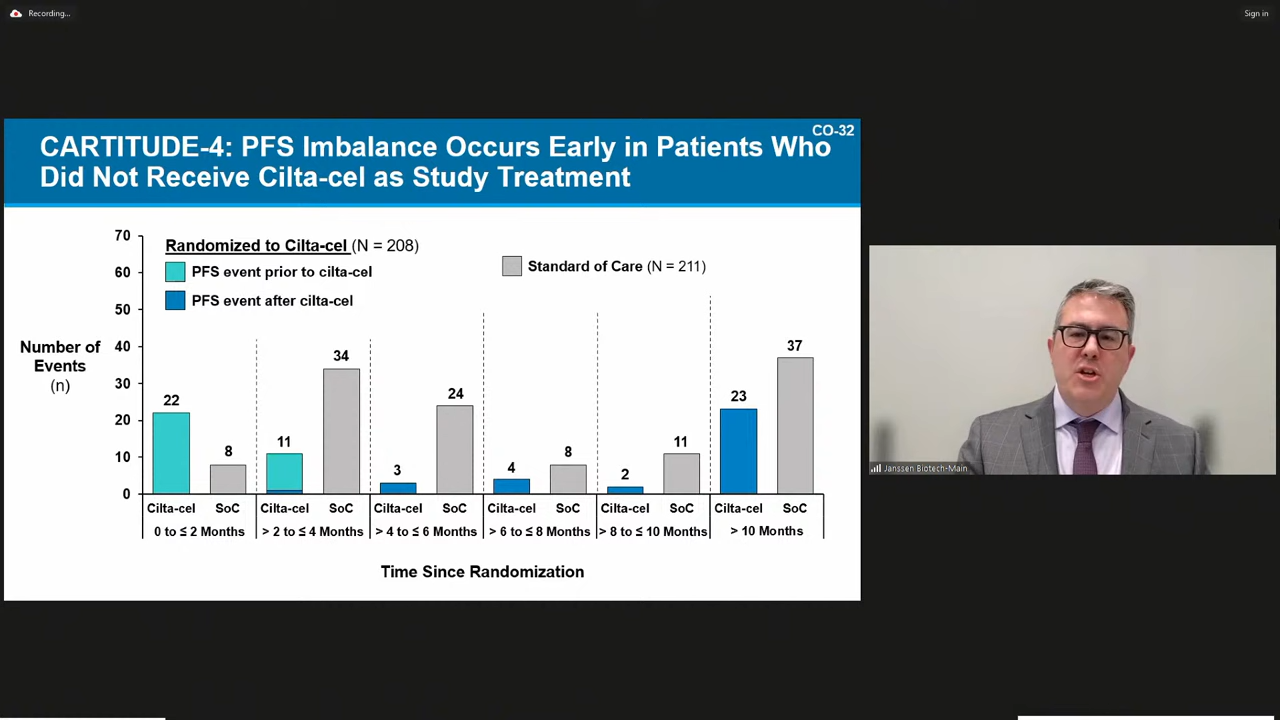 Recording...
Sign in
CO-32
CARTITUDE-4: PFS Imbalance Occurs Early in Patients Who
Did Not Receive Cilta-cel as Study Treatment
Randomized to Cilta-cel (N = 208)
PFS event prior to cilta-cel
PFS event after cilta-cel
Standard of Care (N = 211)
Number of
Events
(n)
70
60
50
40
30
20
10
0
22
8
11
34
3
24
4
8
2
11
23
37
Cilta-cel SoC Cilta-cel SoC Cilta-cel SoC Cilta-cel SoC Cilta-cel SoC Cilta-cel SoC
0 to ≤ 2 Months > 2 to ≤ 4 Months > 4 to ≤ 6 Months > 6 to ≤ 8 Months > 8 to ≤ 10 Months > 10 Months
Time Since Randomization
Janssen Biotech-Main